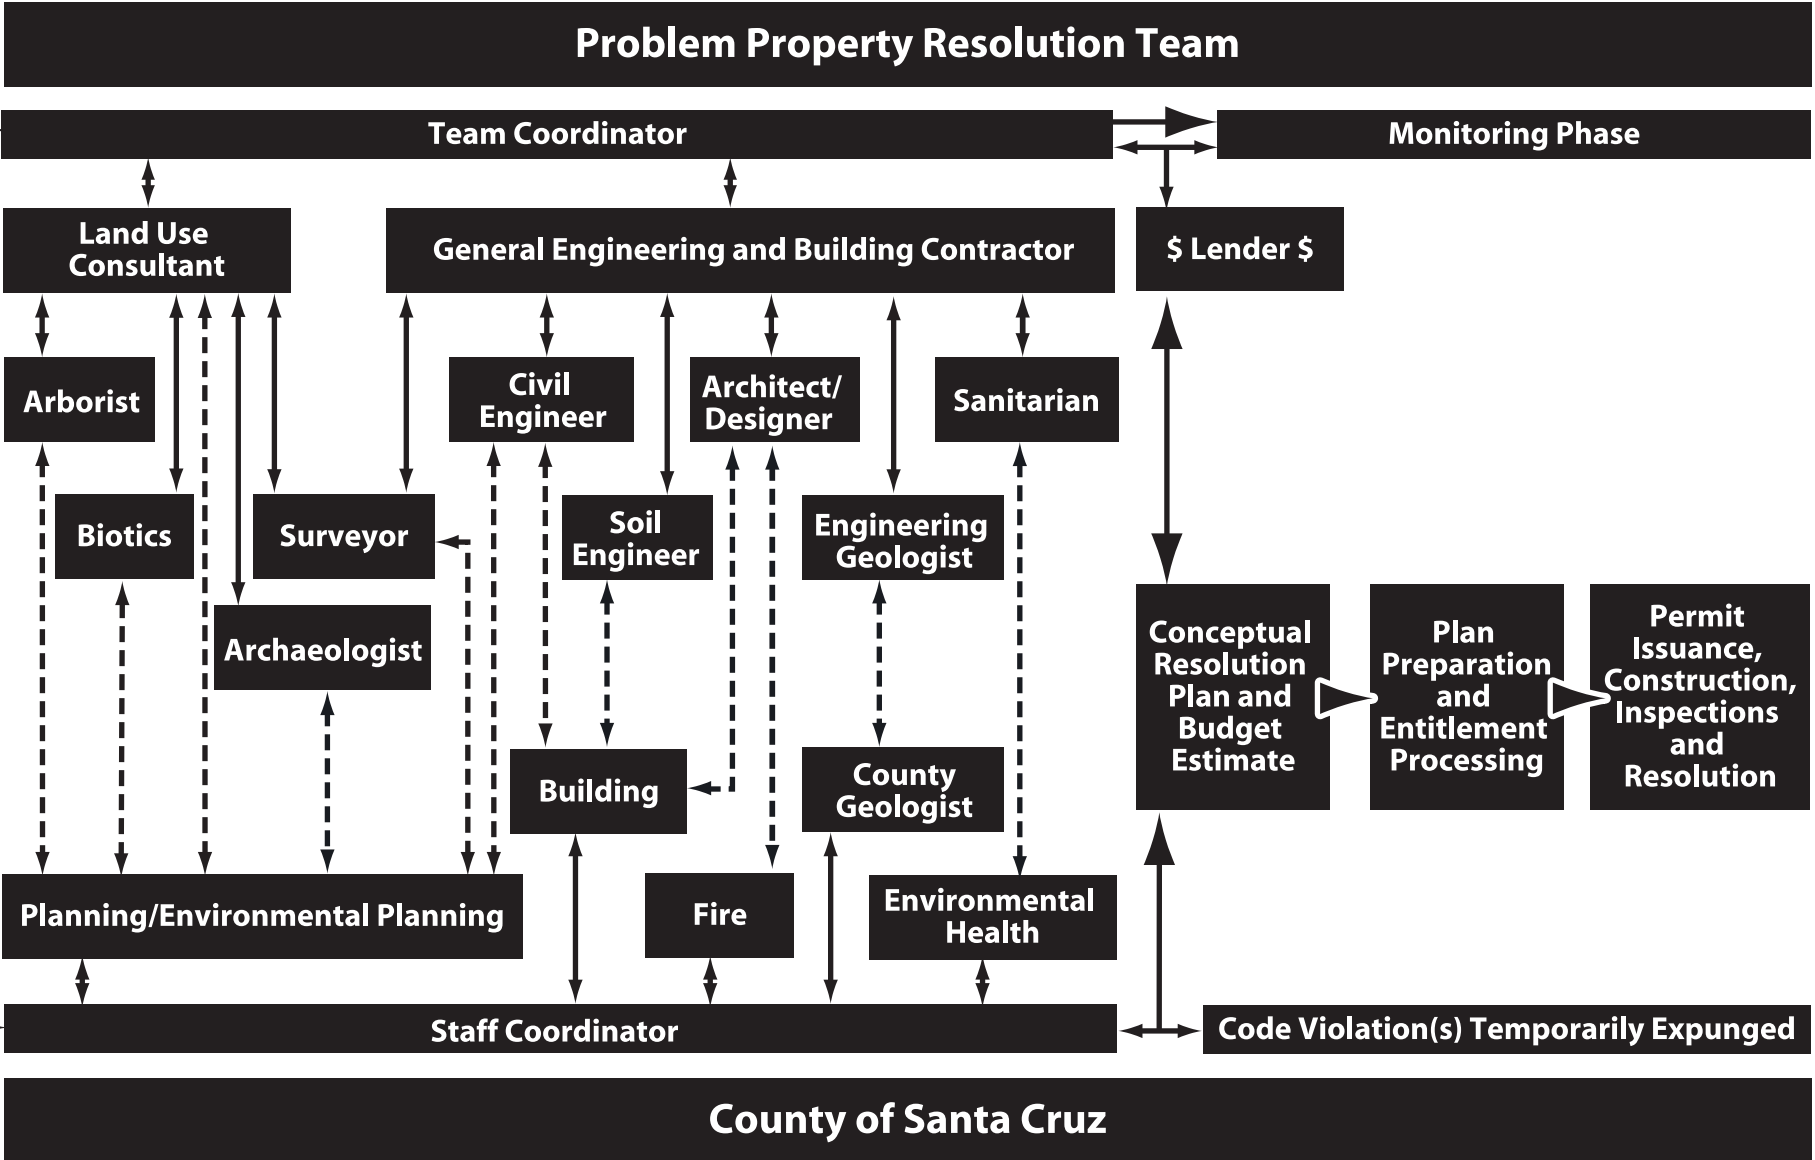 Problem Property Resolution Team
Team Coordinator
Monitoring Phase
Land Use
Consultant
General Engineering and Building Contractor
$ Lender $
Arborist
Civil
Engineer
Architect/
Designer
Sanitarian
Biotics
Surveyor
Soil
Engineer
Engineering
Geologist
Archaeologist
Conceptual
Resolution
Plan and
Budget
Estimate
Plan
Preparation
and
Entitlement
Processing
Permit
Issuance,
Construction,
Inspections
and
Resolution
Building
County
Geologist
Planning/Environmental Planning
Fire
Environmental
Health
Staff Coordinator
Code Violation(s) Temporarily Expunged
County of Santa Cruz